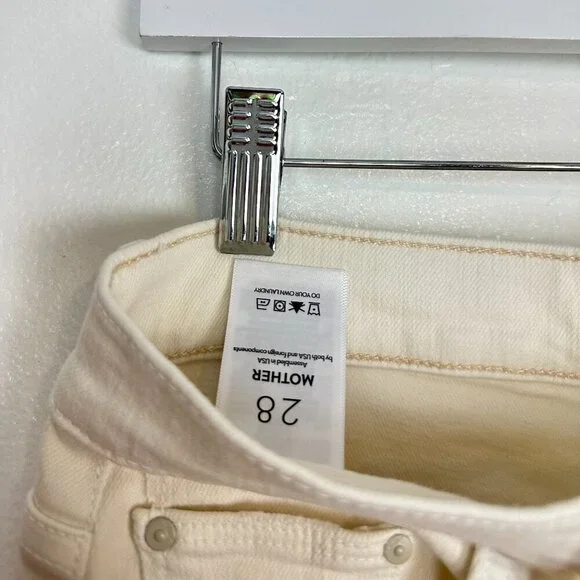 28
MOTHER
Assembled in USA
by both USA and foreign components
DO YOUR OWN LAUNDRY